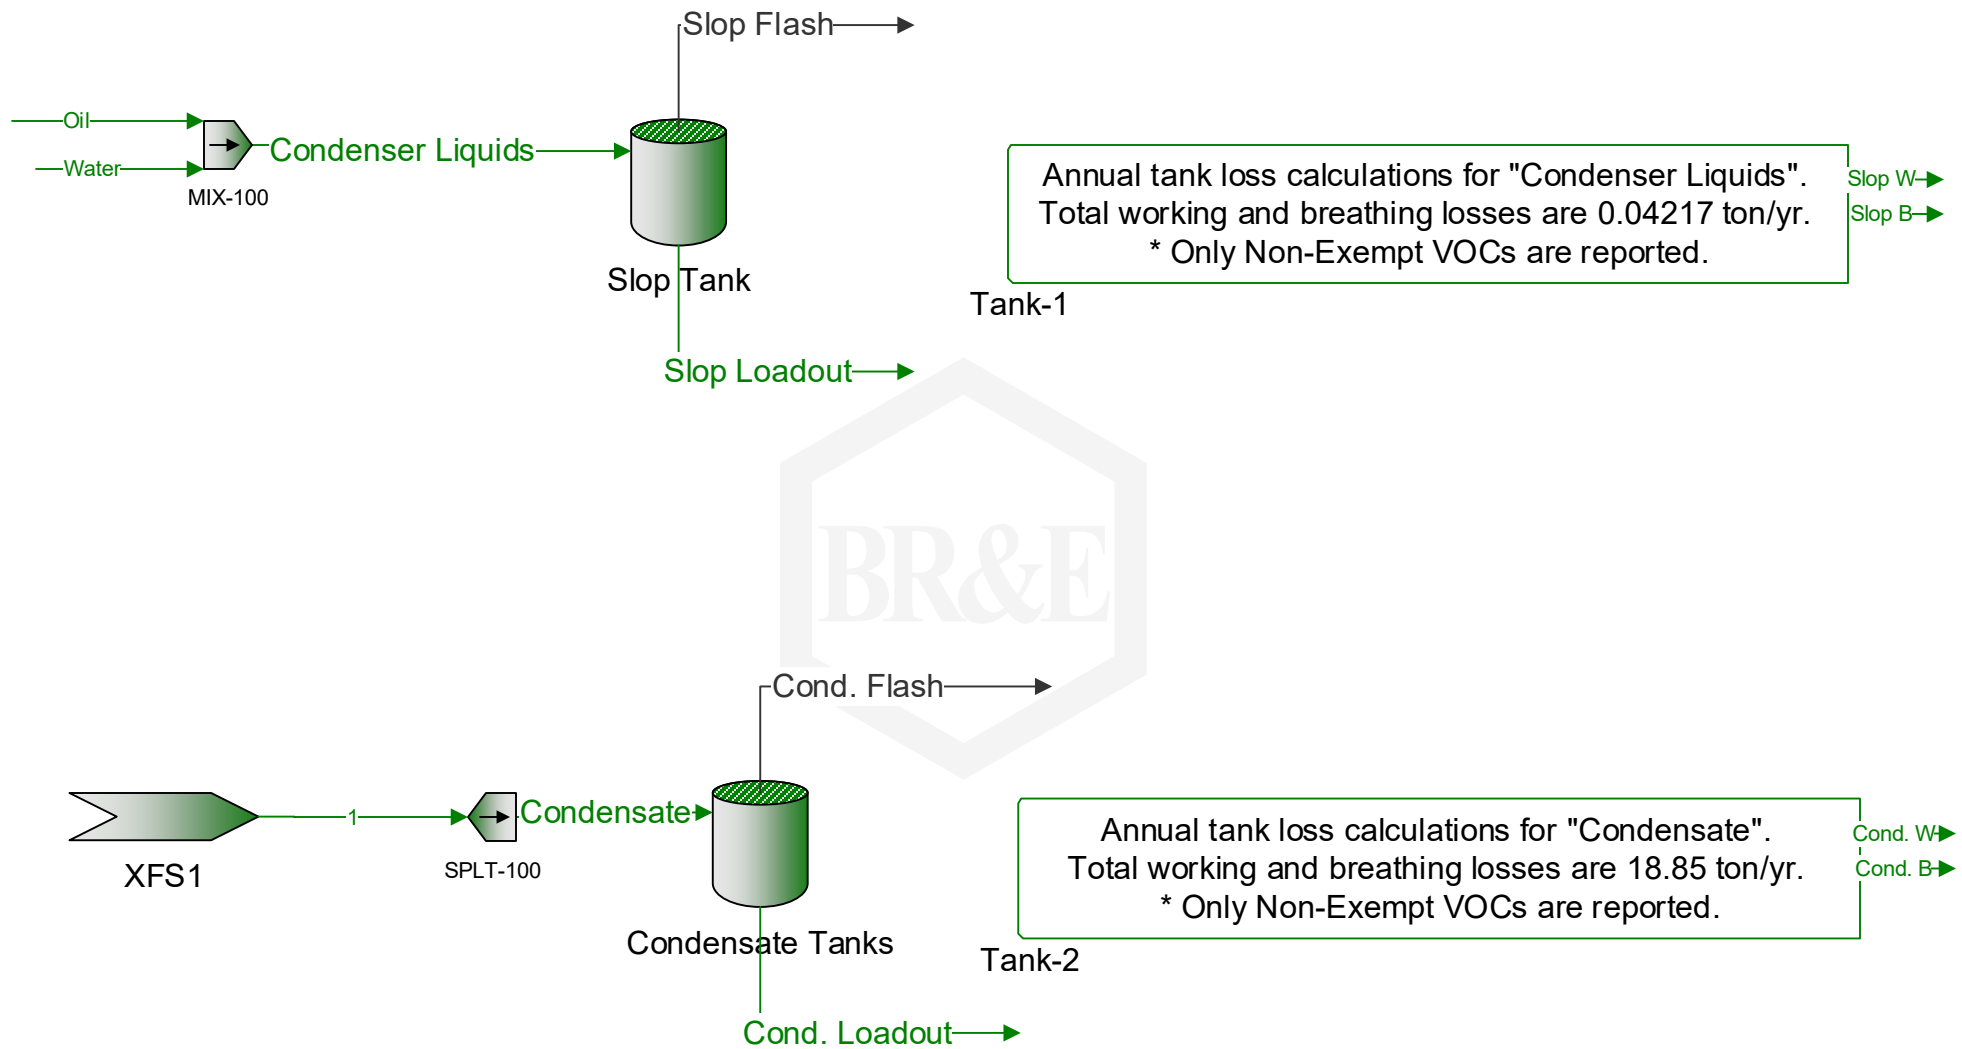 Slop Flash
Oil
Condenser Liquids
Water
MIX-100
Slop Tank
Slop Loadout
Annual tank loss calculations for "Condenser Liquids".
Total working and breathing losses are 0.04217 ton/yr.
* Only Non-Exempt VOCs are reported.
Slop W
Slop B
Tank-1
BR&E
Cond. Flash
XFS1
1
SPLT-100
Condensate
Condensate Tanks
Cond. Loadout
Annual tank loss calculations for "Condensate".
Total working and breathing losses are 18.85 ton/yr.
* Only Non-Exempt VOCs are reported.
Cond. W
Cond. B
Tank-2